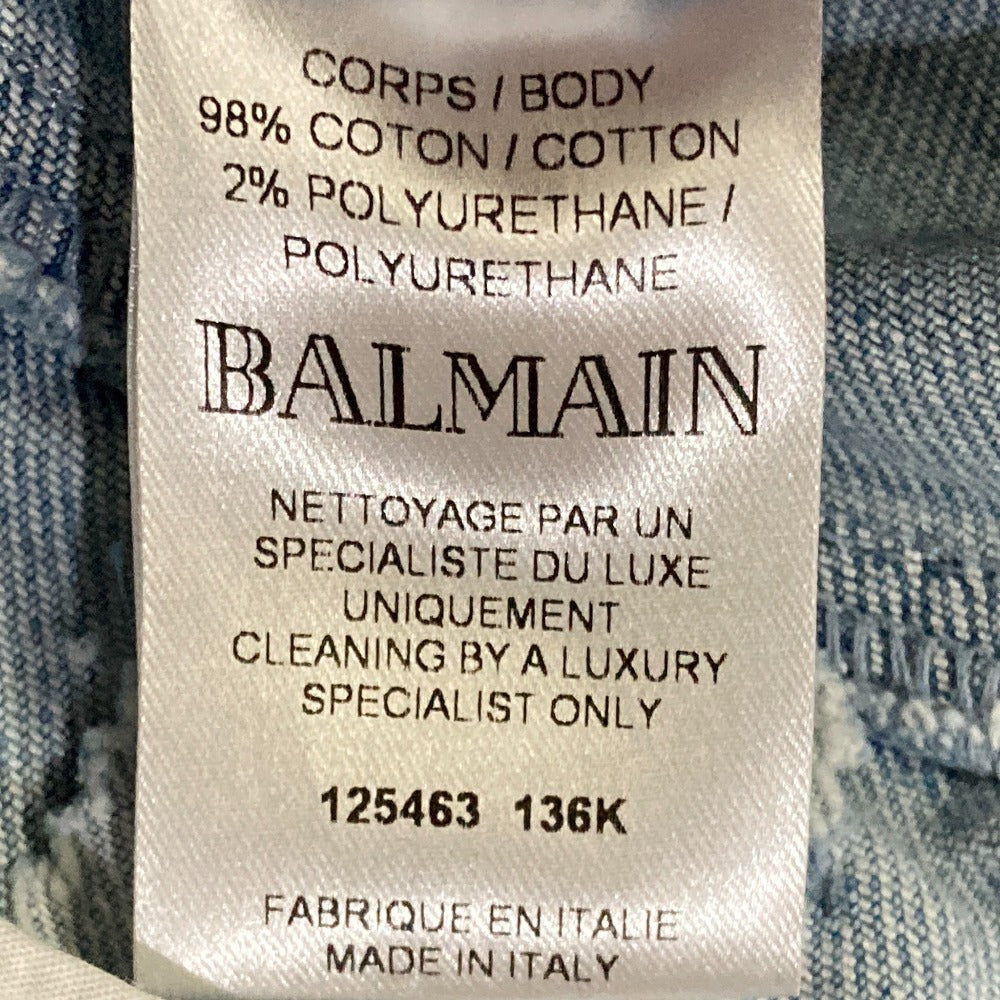 CORPS / BODY
98% COTON / COTTON
2% POLYURETHANE /
POLYURETHANE
BALMAIN
NETTOYAGE PAR UN
SPECIALISTE DU LUXE
UNIQUEMENT
CLEANING BY A LUXURY
SPECIALIST ONLY
125463 136K
FABRIQUE EN ITALIE
MADE IN ITALY